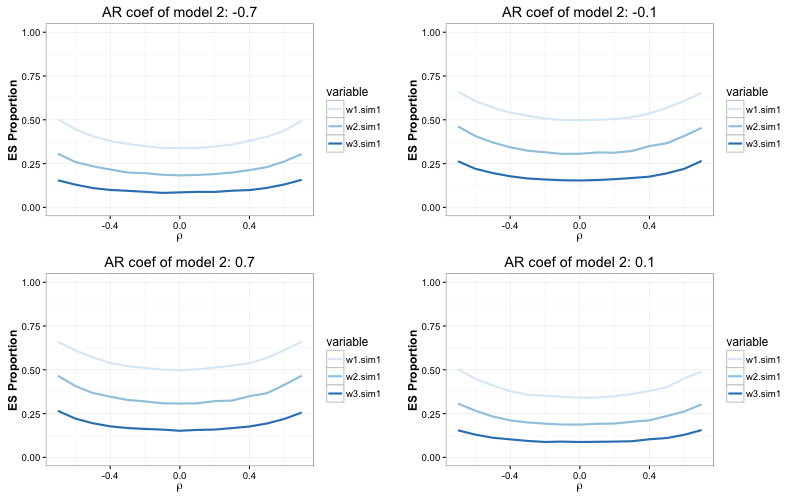 AR coef of model 2: -0.7
ES Proportion
1.00
0.75
0.50
0.25
0.00
-0.4 0.0 0.4
ρ
variable
w1.sim1
w2.sim1
w3.sim1
AR coef of model 2: -0.1
ES Proportion
1.00
0.75
0.50
0.25
0.00
-0.4 0.0 0.4
ρ
variable
w1.sim1
w2.sim1
w3.sim1
AR coef of model 2: 0.7
ES Proportion
1.00
0.75
0.50
0.25
0.00
-0.4 0.0 0.4
ρ
variable
w1.sim1
w2.sim1
w3.sim1
AR coef of model 2: 0.1
ES Proportion
1.00
0.75
0.50
0.25
0.00
-0.4 0.0 0.4
ρ
variable
w1.sim1
w2.sim1
w3.sim1